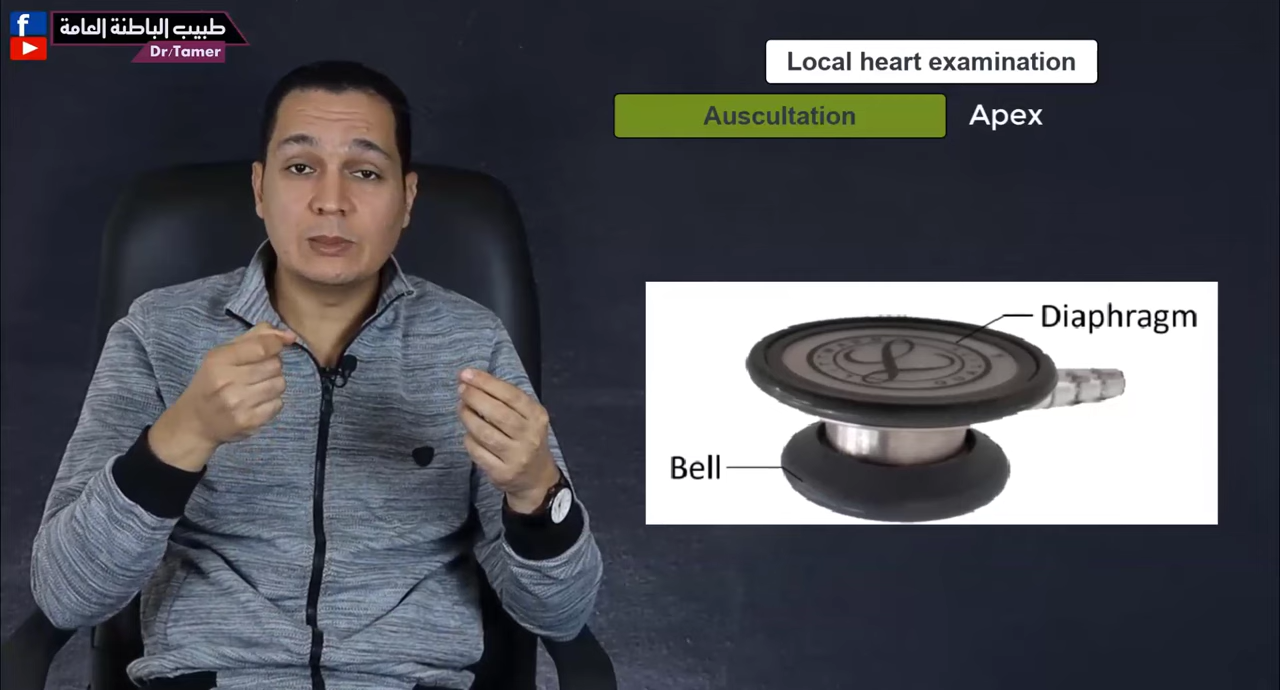 طبيب الباطنة العامة
Dr/Tamer
Local heart examination
Auscultation
Apex
Diaphragm
Bell